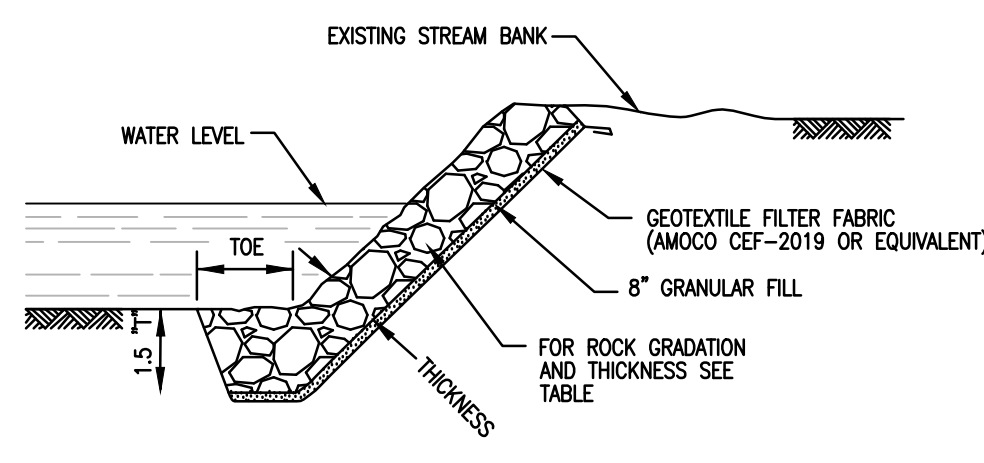 EXISTING STREAM BANK
WATER LEVEL
TOE
GEOTEXTILE FILTER FABRIC
(AMOCO CEF-2019 OR EQUIVALENT)
8" GRANULAR FILL
1.5 "T"
THICKNESS
FOR ROCK GRADATION
AND THICKNESS SEE
TABLE